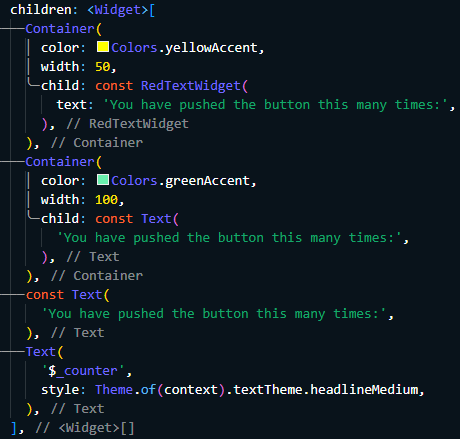 children: <Widget>[
Container(
color: Colors.yellowAccent,
width: 50,
child: const RedTextWidget(
text: 'You have pushed the button this many times:',
), // RedTextWidget
), // Container
Container(
color: Colors.greenAccent,
width: 100,
child: const Text(
'You have pushed the button this many times:',
), // Text
), // Container
const Text(
'You have pushed the button this many times:',
), // Text
Text(
'$_counter',
style: Theme.of(context).textTheme.headlineMedium,
), // Text
], // <Widget>[]